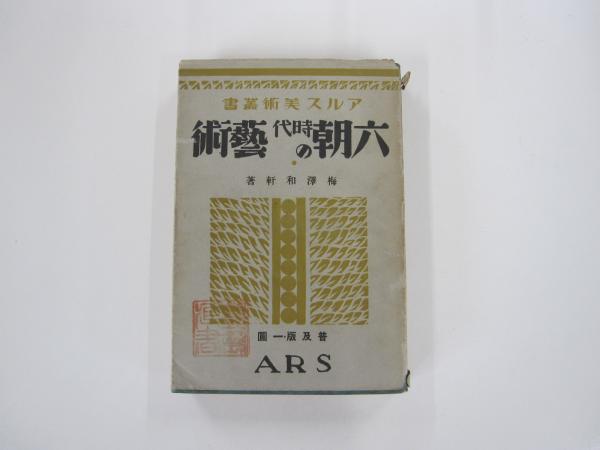 アルス美術叢書
六朝時代の藝術
梅澤和軒著
普及版・一圓
ARS